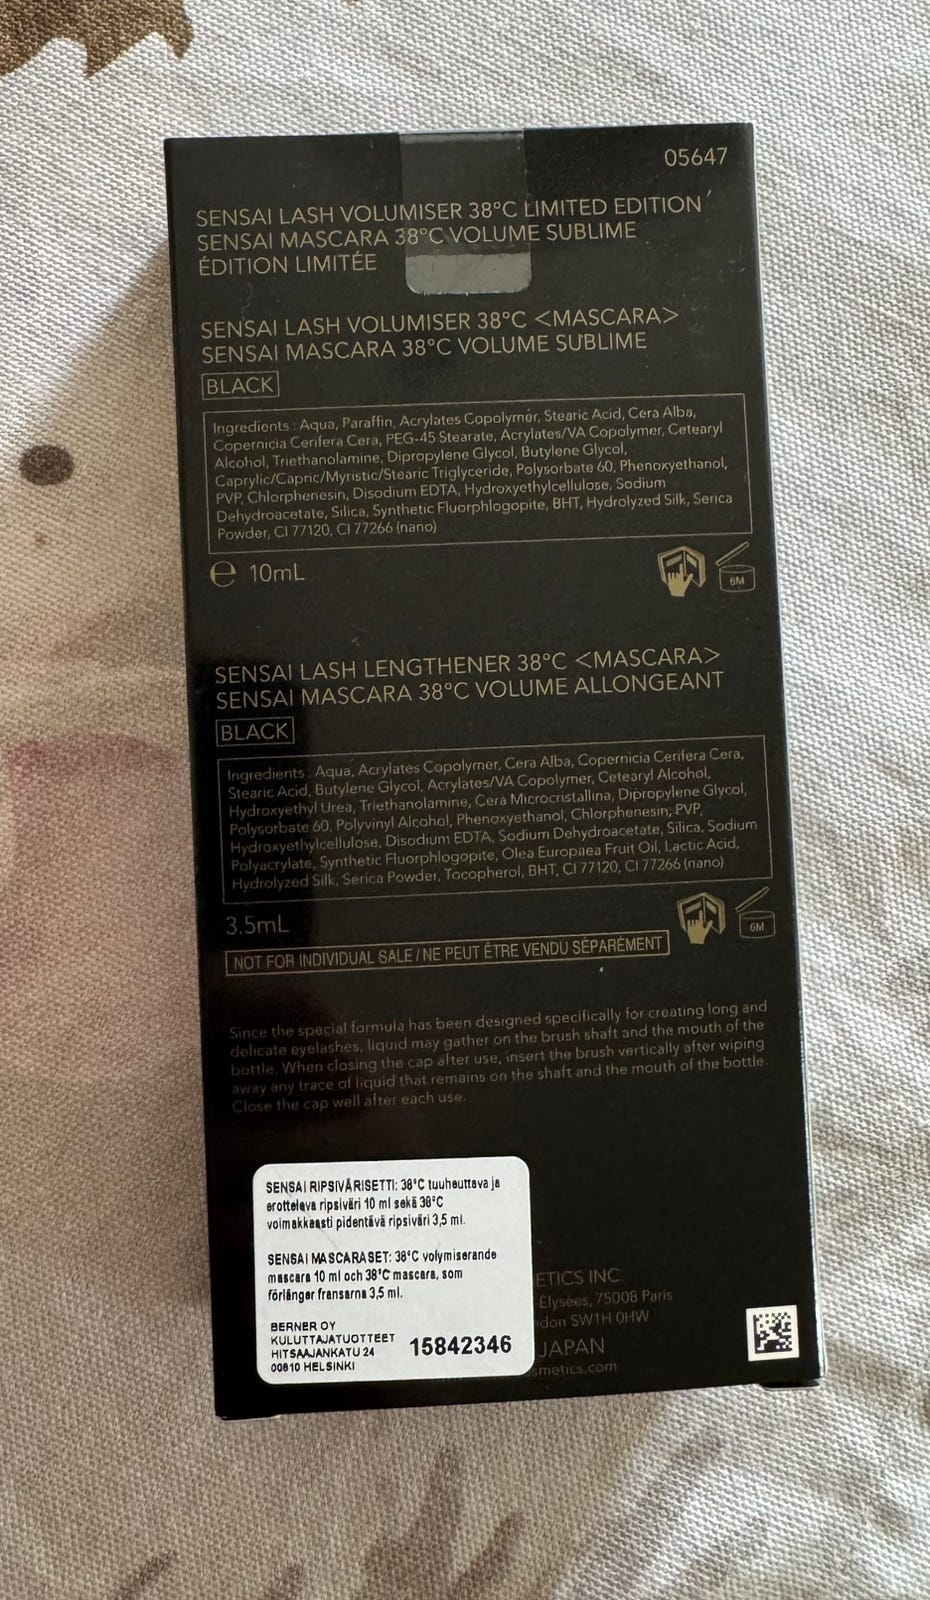 05647
SENSAI LASH VOLUMISER 38°C LIMITED EDITION
SENSAI MASCARA 38°C VOLUME SUBLIME
ÉDITION LIMITÉE
SENSAI LASH VOLUMISER 38°C <MASCARA>
SENSAI MASCARA 38°C VOLUME SUBLIME
BLACK
Ingredients : Aqua, Paraffin, Acrylates Copolymer, Stearic Acid, Cera Alba,
Copernicia Cerifera Cera, PEG-45 Stearate, Acrylates/VA Copolymer, Cetearyl
Alcohol, Triethanolamine, Dipropylene Glycol, Butylene Glycol,
Caprylic/Capric/Myristic/Stearic Triglyceride, Polysorbate 60, Phenoxyethanol,
PVP, Chlorphenesin, Disodium EDTA, Hydroxyethylcellulose, Sodium
Dehydroacetate, Silica, Synthetic Fluorphlogopite, BHT, Hydrolyzed Silk, Serica
Powder, CI 77120, CI 77266 (nano)
℮ 10mL
6M
SENSAI LASH LENGTHENER 38°C <MASCARA>
SENSAI MASCARA 38°C VOLUME ALLONGEANT
BLACK
Ingredients : Aqua, Acrylates Copolymer, Cera Alba, Copernicia Cerifera Cera,
Stearic Acid, Butylene Glycol, Acrylates/VA Copolymer, Cetearyl Alcohol,
Hydroxyethyl Urea, Triethanolamine, Cera Microcristallina, Dipropylene Glycol,
Polysorbate 60, Polyvinyl Alcohol, Phenoxyethanol, Chlorphenesin, PVP,
Hydroxyethylcellulose, Disodium EDTA, Sodium Dehydroacetate, Silica, Sodium
Polyacrylate, Synthetic Fluorphlogopite, Olea Europaea Fruit Oil, Lactic Acid,
Hydrolyzed Silk, Serica Powder, Tocopherol, BHT, CI 77120, CI 77266 (nano)
3.5mL
6M
NOT FOR INDIVIDUAL SALE / NE PEUT ÊTRE VENDU SÉPARÉMENT
Since the special formula has been designed specifically for creating long and
delicate eyelashes, liquid may gather on the brush shaft and the mouth of the
bottle. When closing the cap after use, insert the brush vertically after wiping
away any trace of liquid that remains on the shaft and the mouth of the bottle.
Close the cap well after each use.
SENSAI RIPSIVÄRISETTI: 38°C tuuheuttava ja
erotteleva ripsiväri 10 ml sekä 38°C
voimakkaasti pidentävä ripsiväri 3,5 ml.
SENSAI MASCARASET: 38°C volymiserande
mascara 10 ml och 38°C mascara, som
förlänger fransarna 3,5 ml.
BERNER OY
KULUTTAJATUOTTEET
HITSAAJANKATU 24
00810 HELSINKI
15842346
ETICS INC.
Élysées, 75008 Paris
don SW1H 0HW
JAPAN
smetics.com